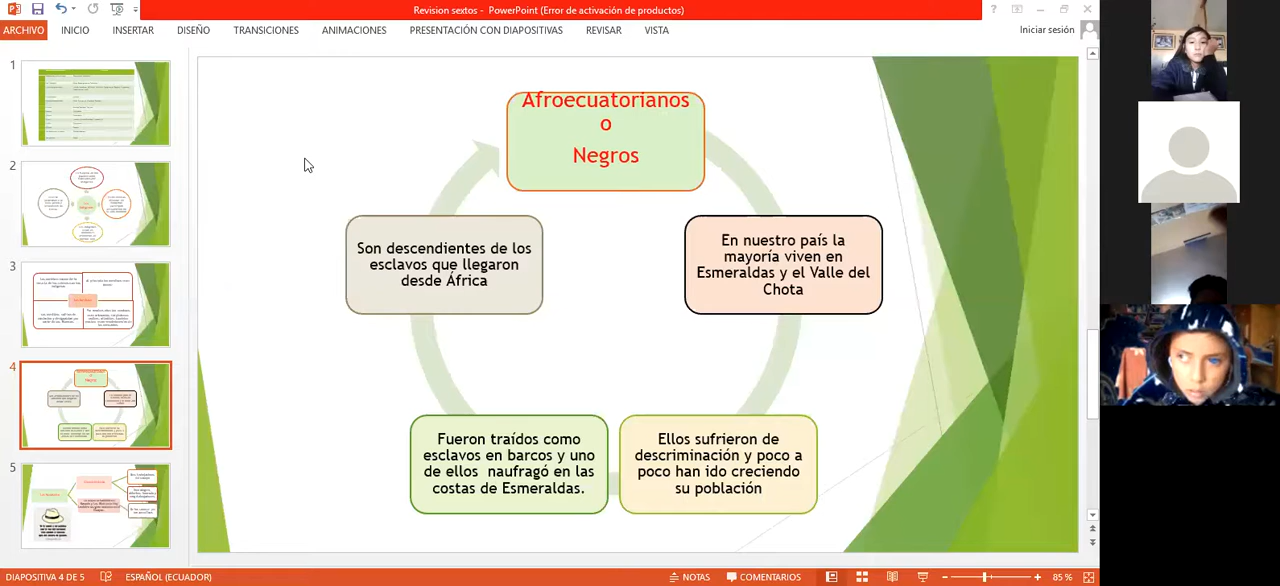 Revision sextos - PowerPoint (Error de activación de productos)
?
ARCHIVO INICIO INSERTAR DISEÑO TRANSICIONES ANIMACIONES PRESENTACIÓN CON DIAPOSITIVAS REVISAR VISTA
Iniciar sesión
1
2
3
4
5
Afroecuatorianos
o
Negros
En nuestro país la
mayoría viven en
Esmeraldas y el Valle del
Chota
Ellos sufrieron de
descriminación y poco a
poco han ido creciendo
su población
Fueron traídos como
esclavos en barcos y uno
de ellos naufragó en las
costas de Esmeraldas.
Son descendientes de los
esclavos que llegaron
desde África
DIAPOSITIVA 4 DE 5 ESPAÑOL (ECUADOR) NOTAS COMENTARIOS 85 %